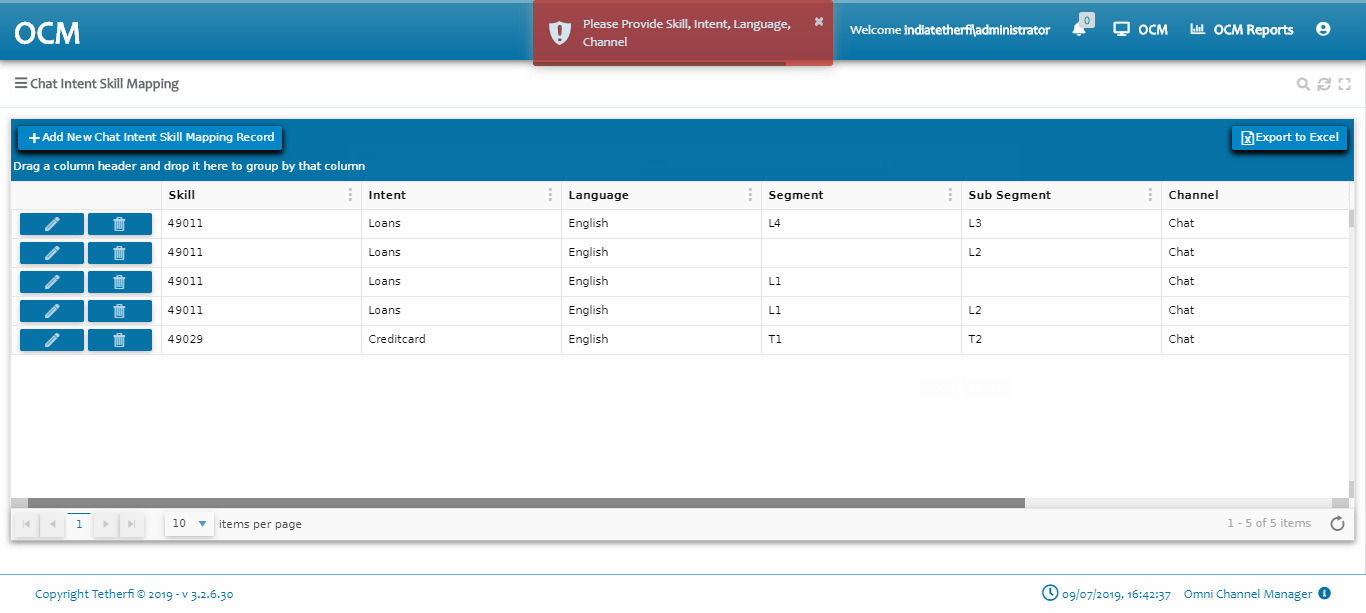 OCM
Please Provide Skill, Intent, Language,
Channel
Welcome indiatetherfi\administrator
0
OCM
OCM Reports
Chat Intent Skill Mapping
Add New Chat Intent Skill Mapping Record
Export to Excel
Drag a column header and drop it here to group by that column
Skill Intent Language Segment Sub Segment Channel
49011 Loans English L4 L3 Chat
49011 Loans English L2 Chat
49011 Loans English L1 Chat
49011 Loans English L1 L2 Chat
49029 Creditcard English T1 T2 Chat
1 10 items per page 1 - 5 of 5 items
Copyright Tetherfi © 2019 - v 3.2.6.30 09/07/2019, 16:42:37 Omni Channel Manager